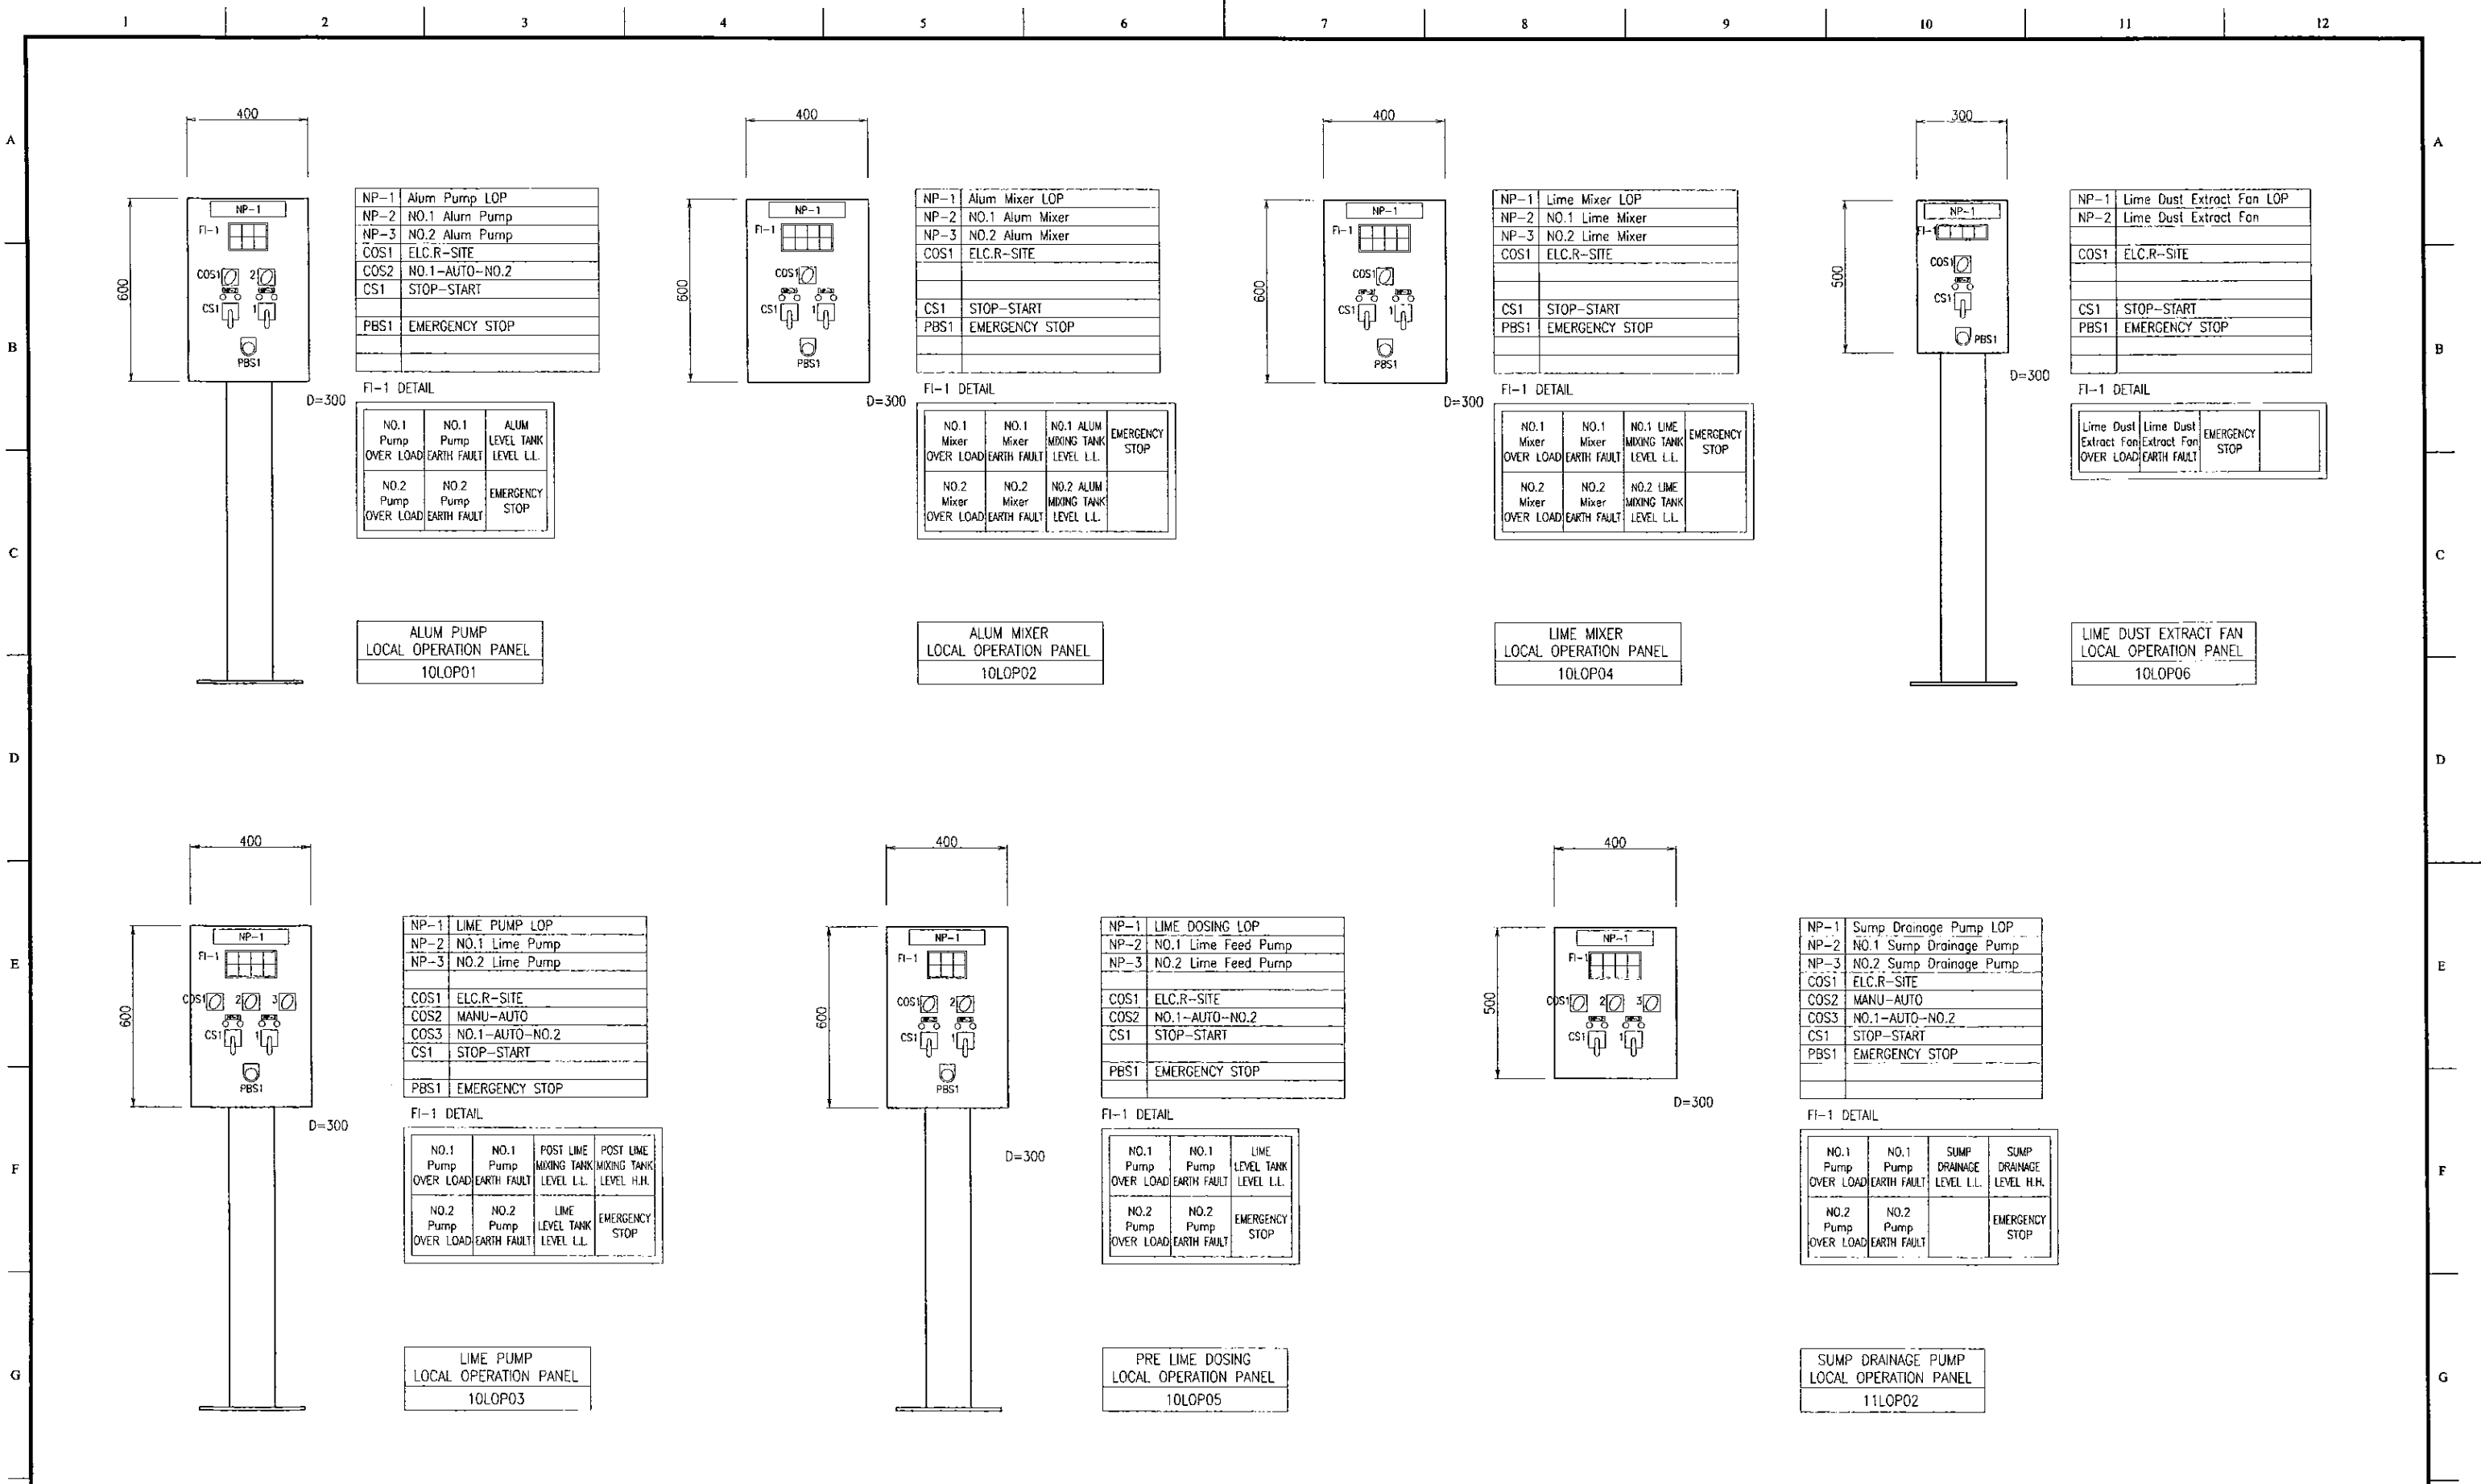 1 2 3 4 5 6 7 8 9 10 11 12
A
A
B
B
C
C
D
D
E
E
F
F
G
G
400
600
NP-1
FI-1
COS1 2
CS1 1
PBS1
D=300
NP-1 Alum Pump LOP
NP-2 NO.1 Alum Pump
NP-3 NO.2 Alum Pump
COS1 ELC.R-SITE
COS2 NO.1-AUTO-NO.2
CS1 STOP-START
PBS1 EMERGENCY STOP
FI-1 DETAIL
NO.1 NO.1 ALUM
Pump Pump LEVEL TANK
OVER LOAD EARTH FAULT LEVEL L.L.
NO.2 NO.2 EMERGENCY
Pump Pump STOP
OVER LOAD EARTH FAULT
ALUM PUMP
LOCAL OPERATION PANEL
10LOP01
400
600
NP-1
FI-1
COS1
CS1 1
PBS1
D=300
NP-1 Alum Mixer LOP
NP-2 NO.1 Alum Mixer
NP-3 NO.2 Alum Mixer
COS1 ELC.R-SITE
CS1 STOP-START
PBS1 EMERGENCY STOP
FI-1 DETAIL
NO.1 NO.1 NO.1 ALUM EMERGENCY
Mixer Mixer MIXING TANK STOP
OVER LOAD EARTH FAULT LEVEL L.L.
NO.2 NO.2 NO.2 ALUM
Mixer Mixer MIXING TANK
OVER LOAD EARTH FAULT LEVEL L.L.
ALUM MIXER
LOCAL OPERATION PANEL
10LOP02
400
600
NP-1
FI-1
COS1
CS1 1
PBS1
D=300
NP-1 Lime Mixer LOP
NP-2 NO.1 Lime Mixer
NP-3 NO.2 Lime Mixer
COS1 ELC.R-SITE
CS1 STOP-START
PBS1 EMERGENCY STOP
FI-1 DETAIL
NO.1 NO.1 NO.1 LIME EMERGENCY
Mixer Mixer MIXING TANK STOP
OVER LOAD EARTH FAULT LEVEL L.L.
NO.2 NO.2 NO.2 LIME
Mixer Mixer MIXING TANK
OVER LOAD EARTH FAULT LEVEL L.L.
LIME MIXER
LOCAL OPERATION PANEL
10LOP04
300
500
NP-1
FI-1
COS1
CS1
PBS1
D=300
NP-1 Lime Dust Extract Fan LOP
NP-2 Lime Dust Extract Fan
COS1 ELC.R-SITE
CS1 STOP-START
PBS1 EMERGENCY STOP
FI-1 DETAIL
Lime Dust Lime Dust EMERGENCY
Extract Fan Extract Fan STOP
OVER LOAD EARTH FAULT
LIME DUST EXTRACT FAN
LOCAL OPERATION PANEL
10LOP06
400
600
NP-1
FI-1
COS1 2 3
CS1 1
PBS1
D=300
NP-1 LIME PUMP LOP
NP-2 NO.1 Lime Pump
NP-3 NO.2 Lime Pump
COS1 ELC.R-SITE
COS2 MANU-AUTO
COS3 NO.1-AUTO-NO.2
CS1 STOP-START
PBS1 EMERGENCY STOP
FI-1 DETAIL
NO.1 NO.1 POST LIME POST LIME
Pump Pump MIXING TANK MIXING TANK
OVER LOAD EARTH FAULT LEVEL L.L. LEVEL H.H.
NO.2 NO.2 LIME EMERGENCY
Pump Pump LEVEL TANK STOP
OVER LOAD EARTH FAULT LEVEL L.L.
LIME PUMP
LOCAL OPERATION PANEL
10LOP03
400
600
NP-1
FI-1
COS1 2
CS1 1
PBS1
D=300
NP-1 LIME DOSING LOP
NP-2 NO.1 Lime Feed Pump
NP-3 NO.2 Lime Feed Pump
COS1 ELC.R-SITE
COS2 NO.1-AUTO-NO.2
CS1 STOP-START
PBS1 EMERGENCY STOP
FI-1 DETAIL
NO.1 NO.1 LIME
Pump Pump LEVEL TANK
OVER LOAD EARTH FAULT LEVEL L.L.
NO.2 NO.2 EMERGENCY
Pump Pump STOP
OVER LOAD EARTH FAULT
PRE LIME DOSING
LOCAL OPERATION PANEL
10LOP05
400
500
NP-1
FI-1
COS1 2 3
CS1 1
D=300
NP-1 Sump Drainage Pump LOP
NP-2 NO.1 Sump Drainage Pump
NP-3 NO.2 Sump Drainage Pump
COS1 ELC.R-SITE
COS2 MANU-AUTO
COS3 NO.1-AUTO-NO.2
CS1 STOP-START
PBS1 EMERGENCY STOP
FI-1 DETAIL
NO.1 NO.1 SUMP SUMP
Pump Pump DRAINAGE DRAINAGE
OVER LOAD EARTH FAULT LEVEL L.L. LEVEL H.H.
NO.2 NO.2 EMERGENCY
Pump Pump STOP
OVER LOAD EARTH FAULT
SUMP DRAINAGE PUMP
LOCAL OPERATION PANEL
11LOP02